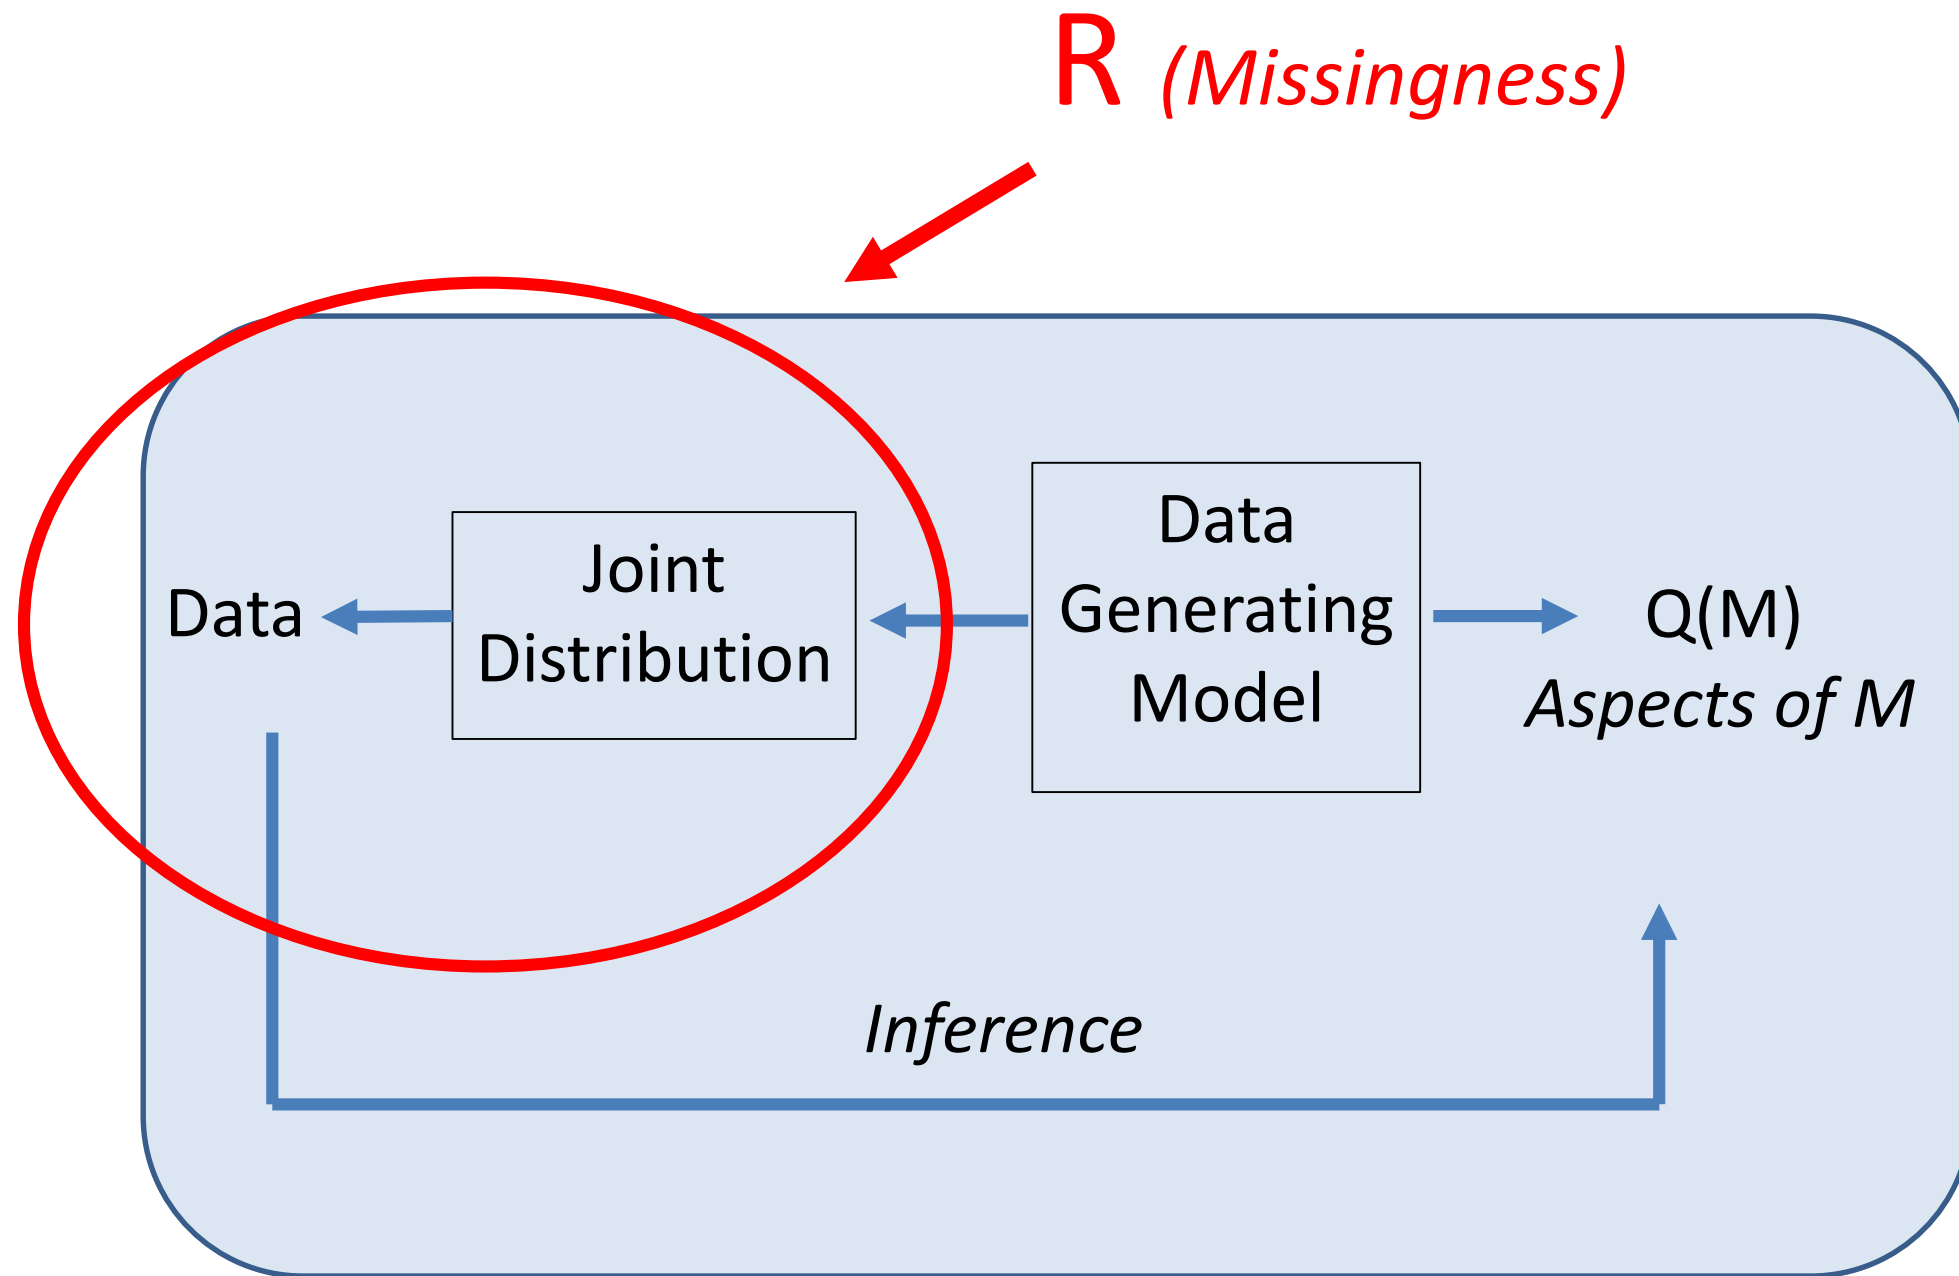 R (Missingness)
Data
Joint
Distribution
Data
Generating
Model
Q(M)
Aspects of M
Inference